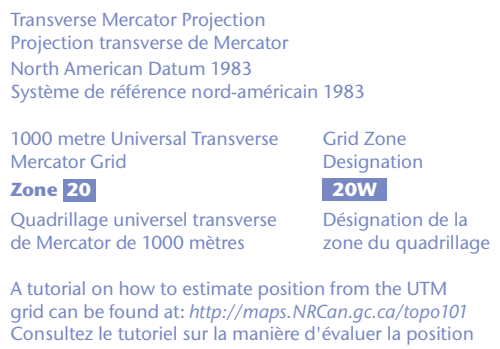 Transverse Mercator Projection
Projection transverse de Mercator
North American Datum 1983
Système de référence nord-américain 1983
1000 metre Universal Transverse
Mercator Grid
Zone 20
Quadrillage universel transverse
de Mercator de 1000 mètres
Grid Zone
Designation
20W
Désignation de la
zone du quadrillage
A tutorial on how to estimate position from the UTM
grid can be found at: http://maps.NRCan.gc.ca/topo101
Consultez le tutoriel sur la manière d'évaluer la position